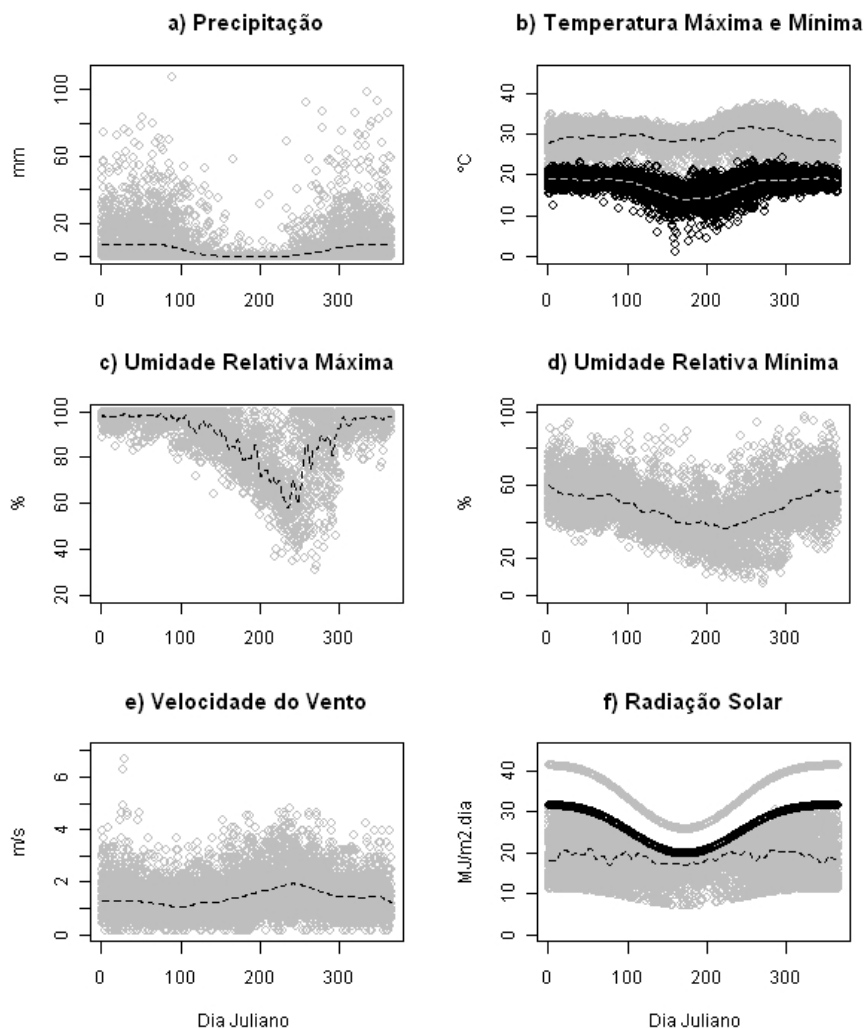 a) Precipitação
mm
0 20 60 100
0 100 200 300
b) Temperatura Máxima e Mínima
°C
0 10 20 30 40
0 100 200 300
c) Umidade Relativa Máxima
%
20 40 60 80 100
0 100 200 300
d) Umidade Relativa Mínima
%
0 20 40 60 100
0 100 200 300
e) Velocidade do Vento
m/s
0 2 4 6
0 100 200 300
Dia Juliano
f) Radiação Solar
MJ/m2.dia
0 10 20 30 40
0 100 200 300
Dia Juliano